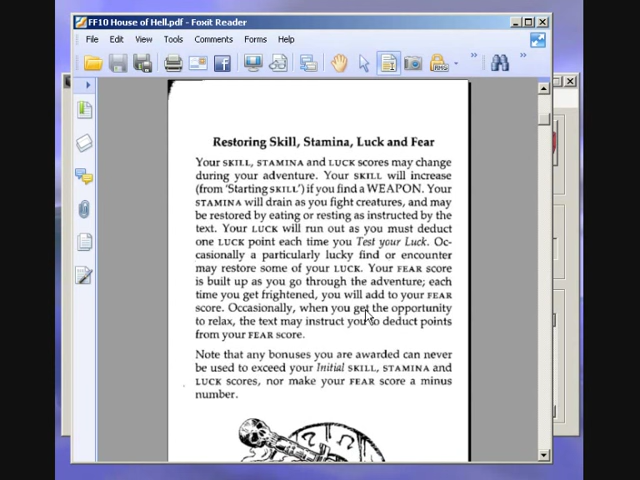 FF10 House of Hell.pdf - Foxit Reader
File Edit View Tools Comments Forms Help
Restoring Skill, Stamina, Luck and Fear
Your SKILL, STAMINA and LUCK scores may change
during your adventure. Your SKILL will increase
(from 'Starting SKILL') if you find a WEAPON. Your
STAMINA will drain as you fight creatures, and may
be restored by eating or resting as instructed by the
text. Your LUCK will run out as you must deduct
one LUCK point each time you Test your Luck. Oc-
casionally a particularly lucky find or encounter
may restore some of your LUCK. Your FEAR score
is built up as you go through the adventure; each
time you get frightened, you will add to your FEAR
score. Occasionally, when you get the opportunity
to relax, the text may instruct you to deduct points
from your FEAR score.
Note that any bonuses you are awarded can never
be used to exceed your Initial SKILL, STAMINA and
LUCK scores, nor make your FEAR score a minus
number.